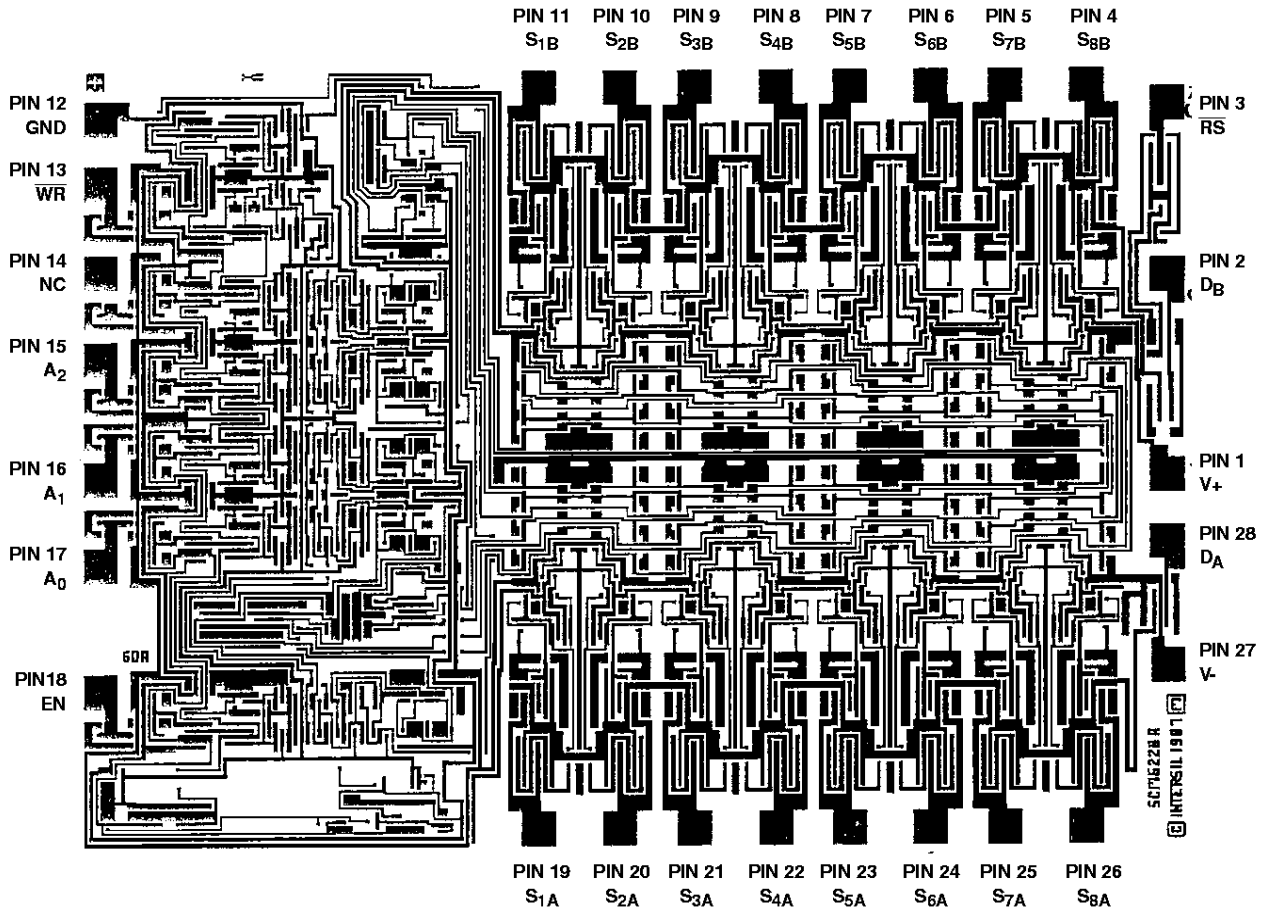 PIN 11 PIN 10 PIN 9 PIN 8 PIN 7 PIN 6 PIN 5 PIN 4
S1B S2B S3B S4B S5B S6B S7B S8B
PIN 12
GND
PIN 13
WR
PIN 14
NC
PIN 15
A2
PIN 16
A1
PIN 17
A0
PIN18
EN
60A
PIN 3
RS
PIN 2
DB
PIN 1
V+
PIN 28
DA
PIN 27
V-
INTERSIL 1981
PIN 19 PIN 20 PIN 21 PIN 22 PIN 23 PIN 24 PIN 25 PIN 26
S1A S2A S3A S4A S5A S6A S7A S8A